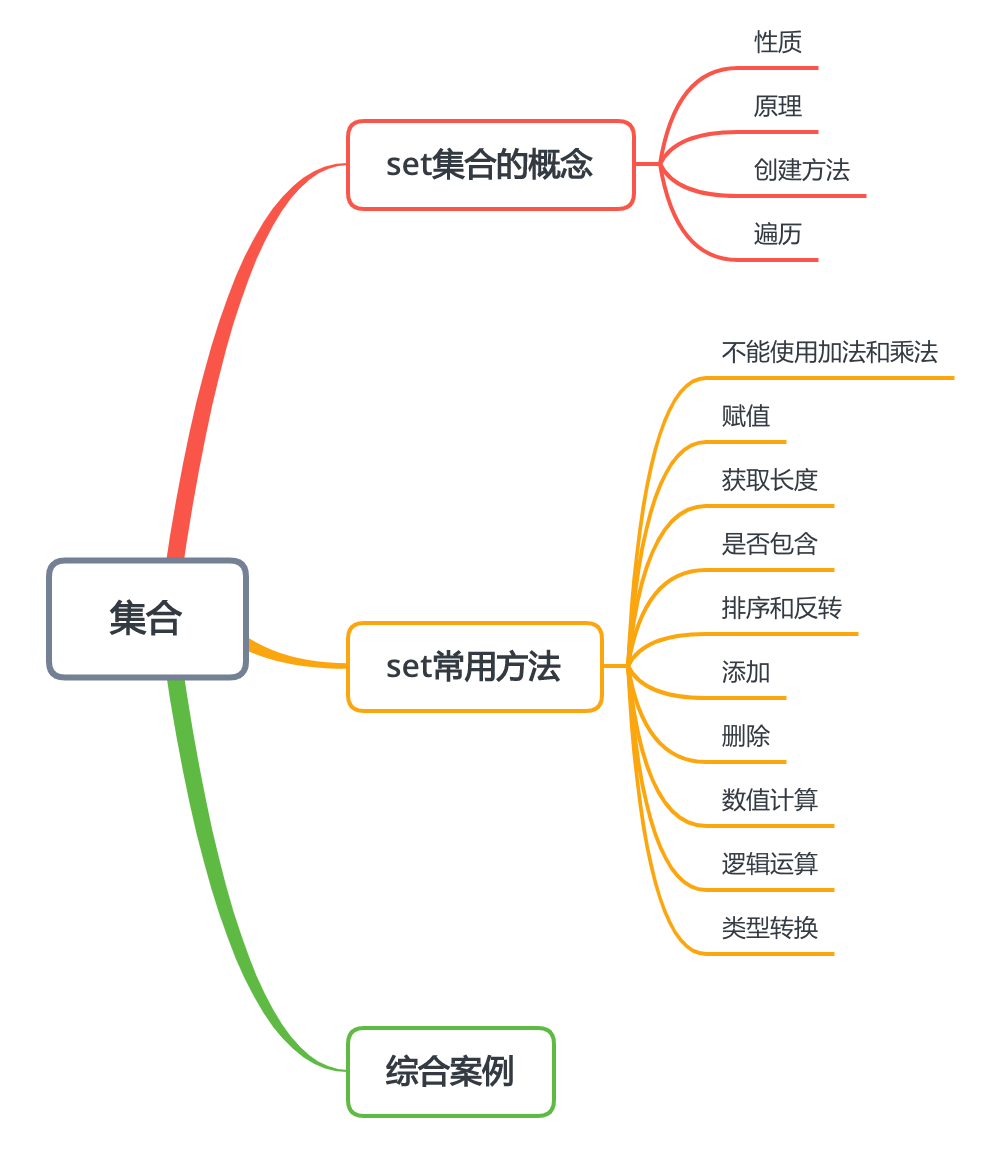 集合
set集合的概念
性质
原理
创建方法
遍历
set常用方法
不能使用加法和乘法
赋值
获取长度
是否包含
排序和反转
添加
删除
数值计算
逻辑运算
类型转换
综合案例